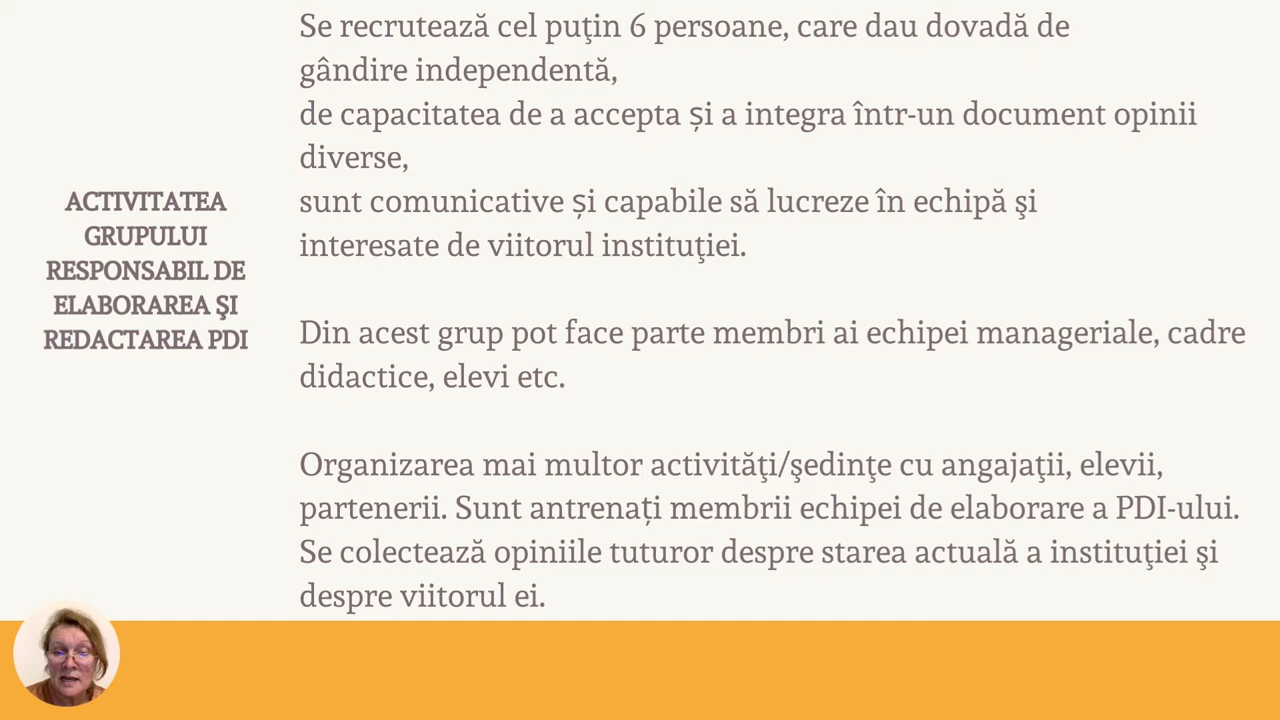 ACTIVITATEA
GRUPULUI
RESPONSABIL DE
ELABORAREA ŞI
REDACTAREA PDI
Se recrutează cel puţin 6 persoane, care dau dovadă de
gândire independentă,
de capacitatea de a accepta și a integra într-un document opinii
diverse,
sunt comunicative și capabile să lucreze în echipă şi
interesate de viitorul instituţiei.
Din acest grup pot face parte membri ai echipei manageriale, cadre
didactice, elevi etc.
Organizarea mai multor activităţi/şedinţe cu angajaţii, elevii,
partenerii. Sunt antrenați membrii echipei de elaborare a PDI-ului.
Se colectează opiniile tuturor despre starea actuală a instituţiei şi
despre viitorul ei.